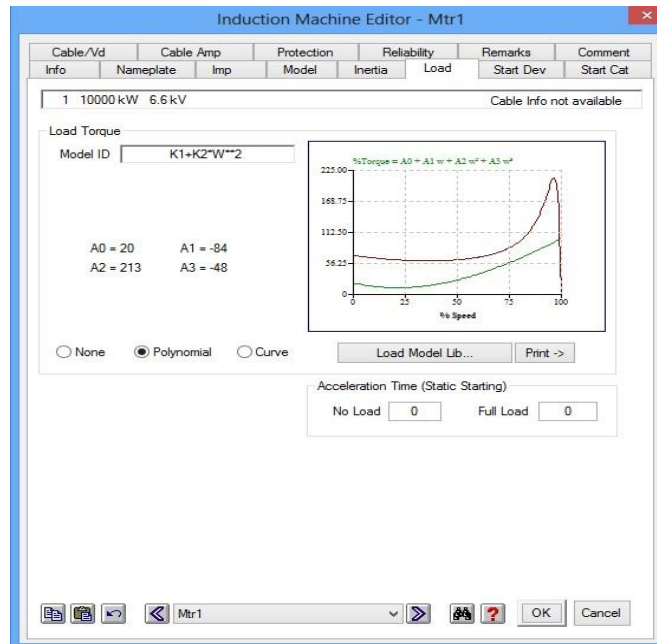 Induction Machine Editor - Mtr1
Cable/Vd Cable Amp Protection Reliability Remarks Comment
Info Nameplate Imp Model Inertia Load Start Dev Start Cat
1 10000 kW 6.6 kV Cable Info not available
Load Torque
Model ID K1+K2*W**2
%Torque = A0 + A1 w + A2 w² + A3 w³
225.00
168.75
112.50
56.25
0
0 25 50 75 100
% Speed
A0 = 20 A1 = -84
A2 = 213 A3 = -48
None Polynomial Curve Load Model Lib... Print ->
Acceleration Time (Static Starting)
No Load 0 Full Load 0
Mtr1 OK Cancel